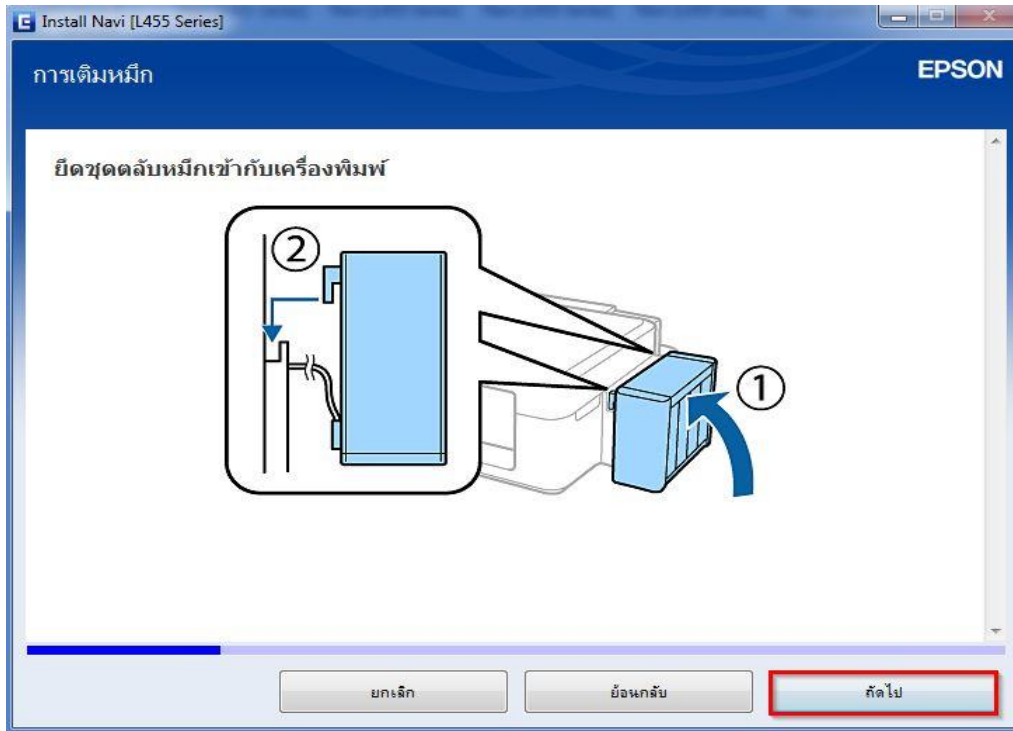 Install Navi [L455 Series]
การเติมหมึก
EPSON
ยึดชุดตลับหมึกเข้ากับเครื่องพิมพ์
②
①
ยกเลิก
ย้อนกลับ
ถัดไป